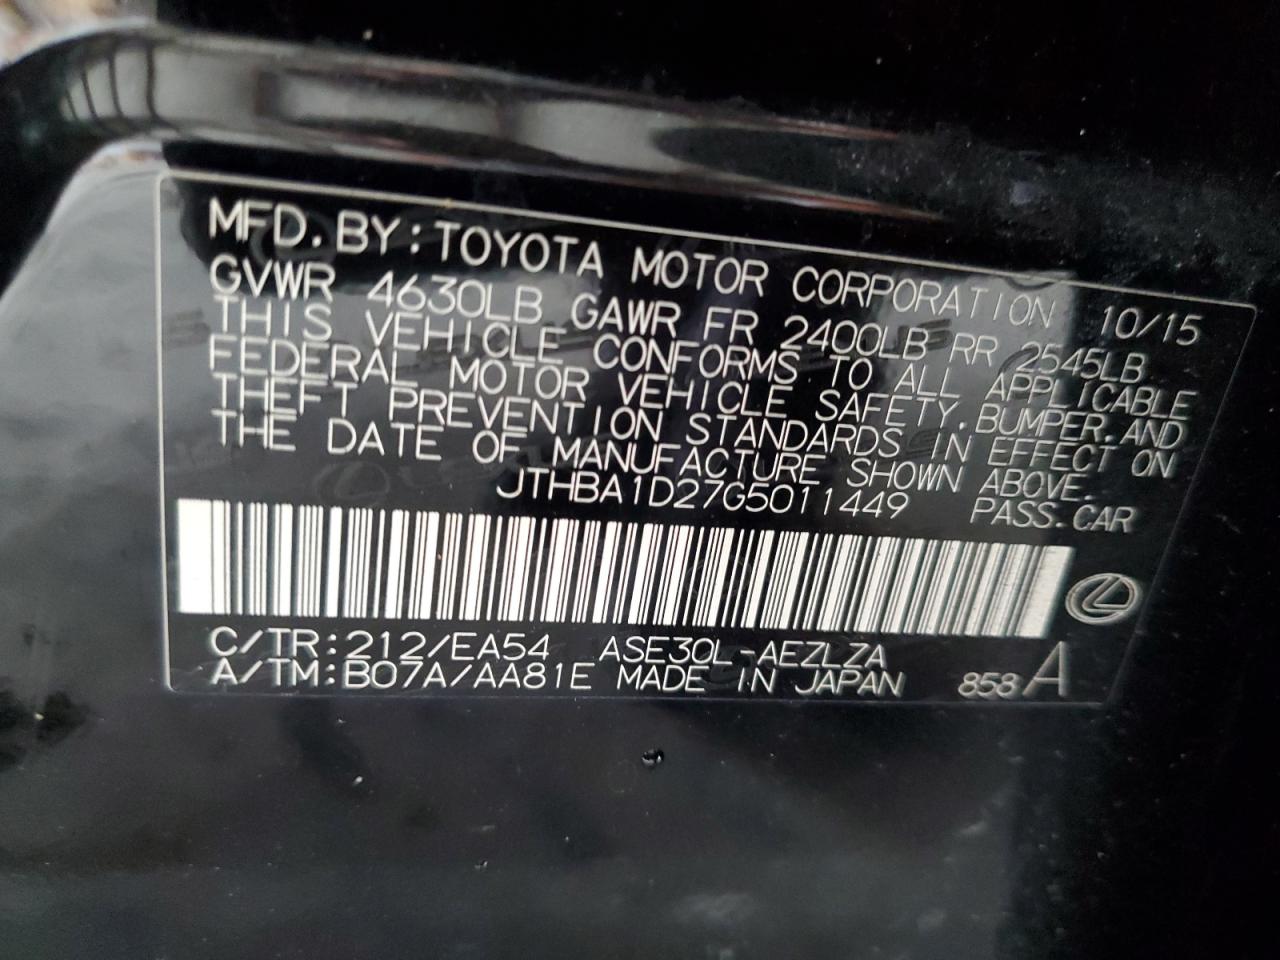 MFD. BY: TOYOTA MOTOR CORPORATION 10/15
GVWR 4630LB GAWR FR 2400LB RR 2545LB
THIS VEHICLE CONFORMS TO ALL APPLICABLE
FEDERAL MOTOR VEHICLE SAFETY, BUMPER, AND
THEFT PREVENTION STANDARDS IN EFFECT ON
THE DATE OF MANUFACTURE SHOWN ABOVE.
JTHBA1D27G5011449 PASS. CAR
C/TR: 212/EA54 ASE30L-AEZLZA
A/TM: B07A/AA81E MADE IN JAPAN 858 A